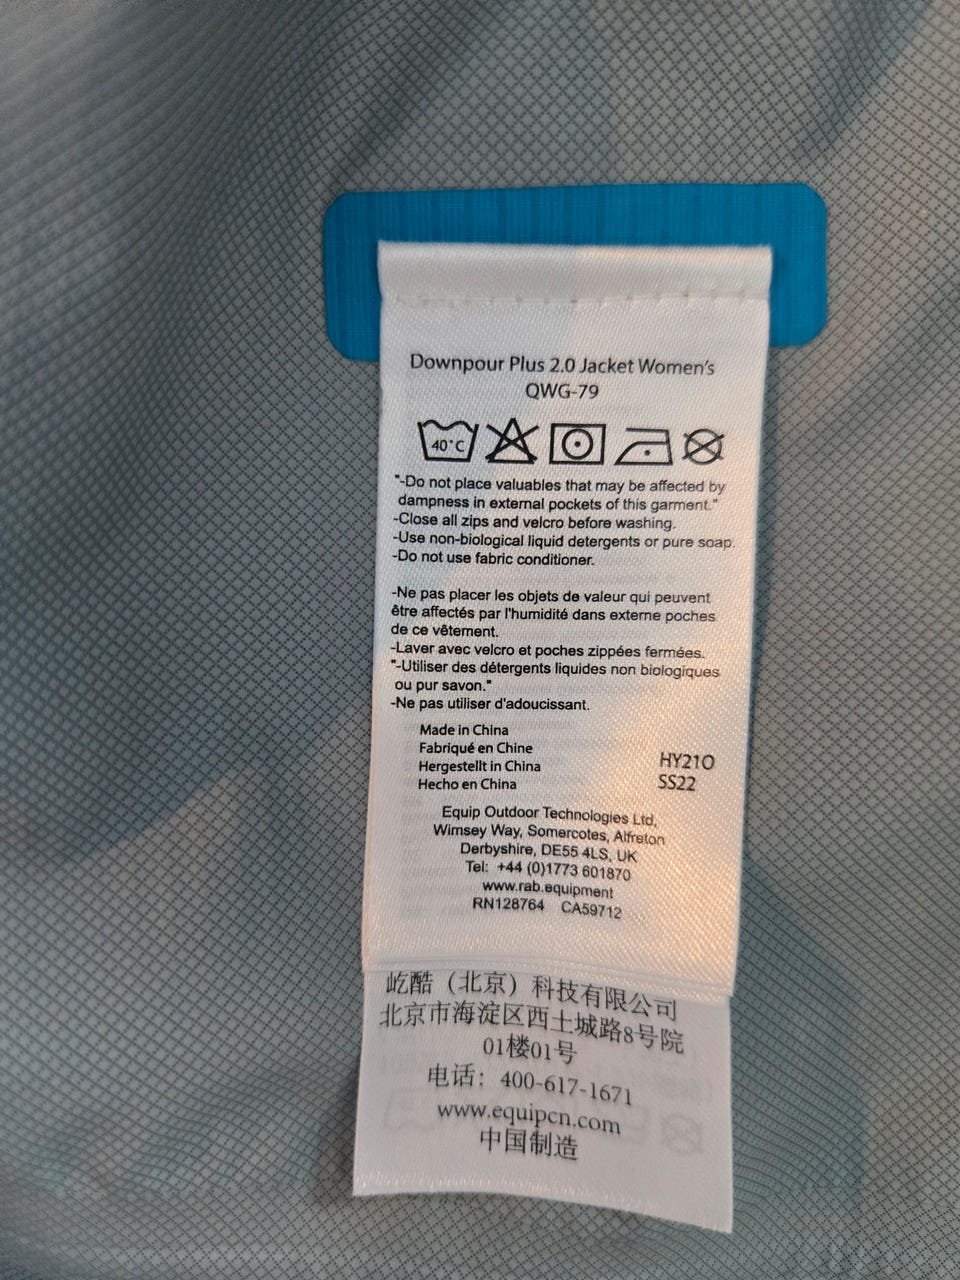 Downpour Plus 2.0 Jacket Women's
QWG-79
40°C
"-Do not place valuables that may be affected by
dampness in external pockets of this garment."
-Close all zips and velcro before washing.
-Use non-biological liquid detergents or pure soap.
-Do not use fabric conditioner.
-Ne pas placer les objets de valeur qui peuvent
être affectés par l'humidité dans externe poches
de ce vêtement.
-Laver avec velcro et poches zippées fermées.
"-Utiliser des détergents liquides non biologiques
ou pur savon."
-Ne pas utiliser d'adoucissant.
Made in China
Fabriqué en Chine
Hergestellt in China
Hecho en China
HY21O
SS22
Equip Outdoor Technologies Ltd,
Wimsey Way, Somercotes, Alfreton
Derbyshire, DE55 4LS, UK
Tel: +44 (0)1773 601870
www.rab.equipment
RN128764 CA59712
屹酷（北京）科技有限公司
北京市海淀区西土城路8号院
01楼01号
电话：400-617-1671
www.equipcn.com
中国制造